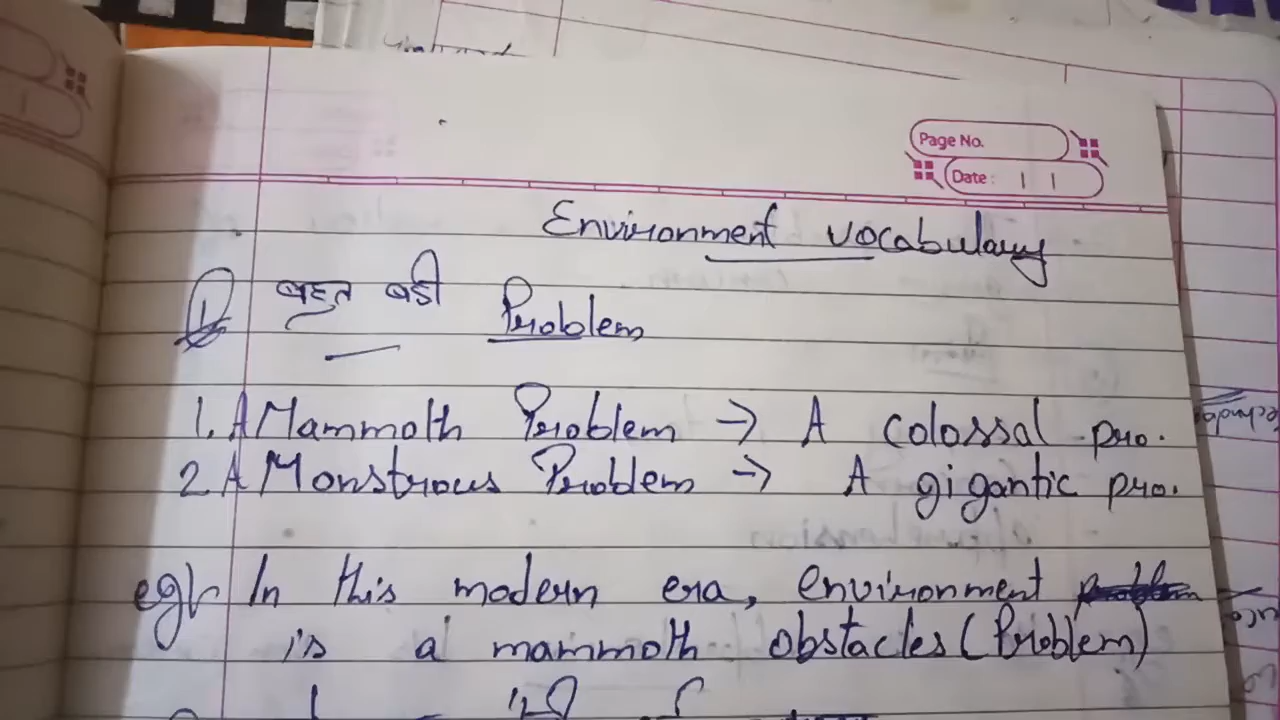 Page No.
Date :
Environment vocabulary
① बहुत बडी Problem
1. A Mammoth Problem → A colossal pro.
2 A Monstrous Problem → A gigantic pro.
eg:- In this modern era, environment
is a mammoth obstacles (Problem)